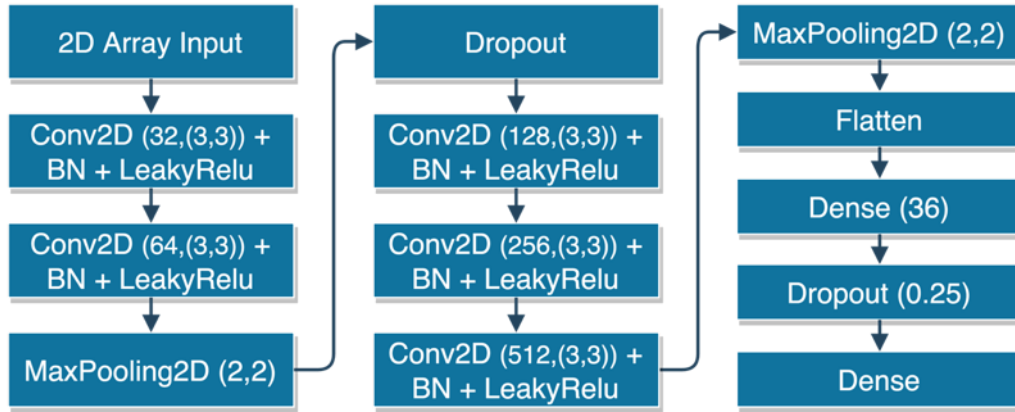 2D Array Input
Conv2D (32,(3,3)) +
BN + LeakyRelu
Conv2D (64,(3,3)) +
BN + LeakyRelu
MaxPooling2D (2,2)
Dropout
Conv2D (128,(3,3)) +
BN + LeakyRelu
Conv2D (256,(3,3)) +
BN + LeakyRelu
Conv2D (512,(3,3)) +
BN + LeakyRelu
MaxPooling2D (2,2)
Flatten
Dense (36)
Dropout (0.25)
Dense